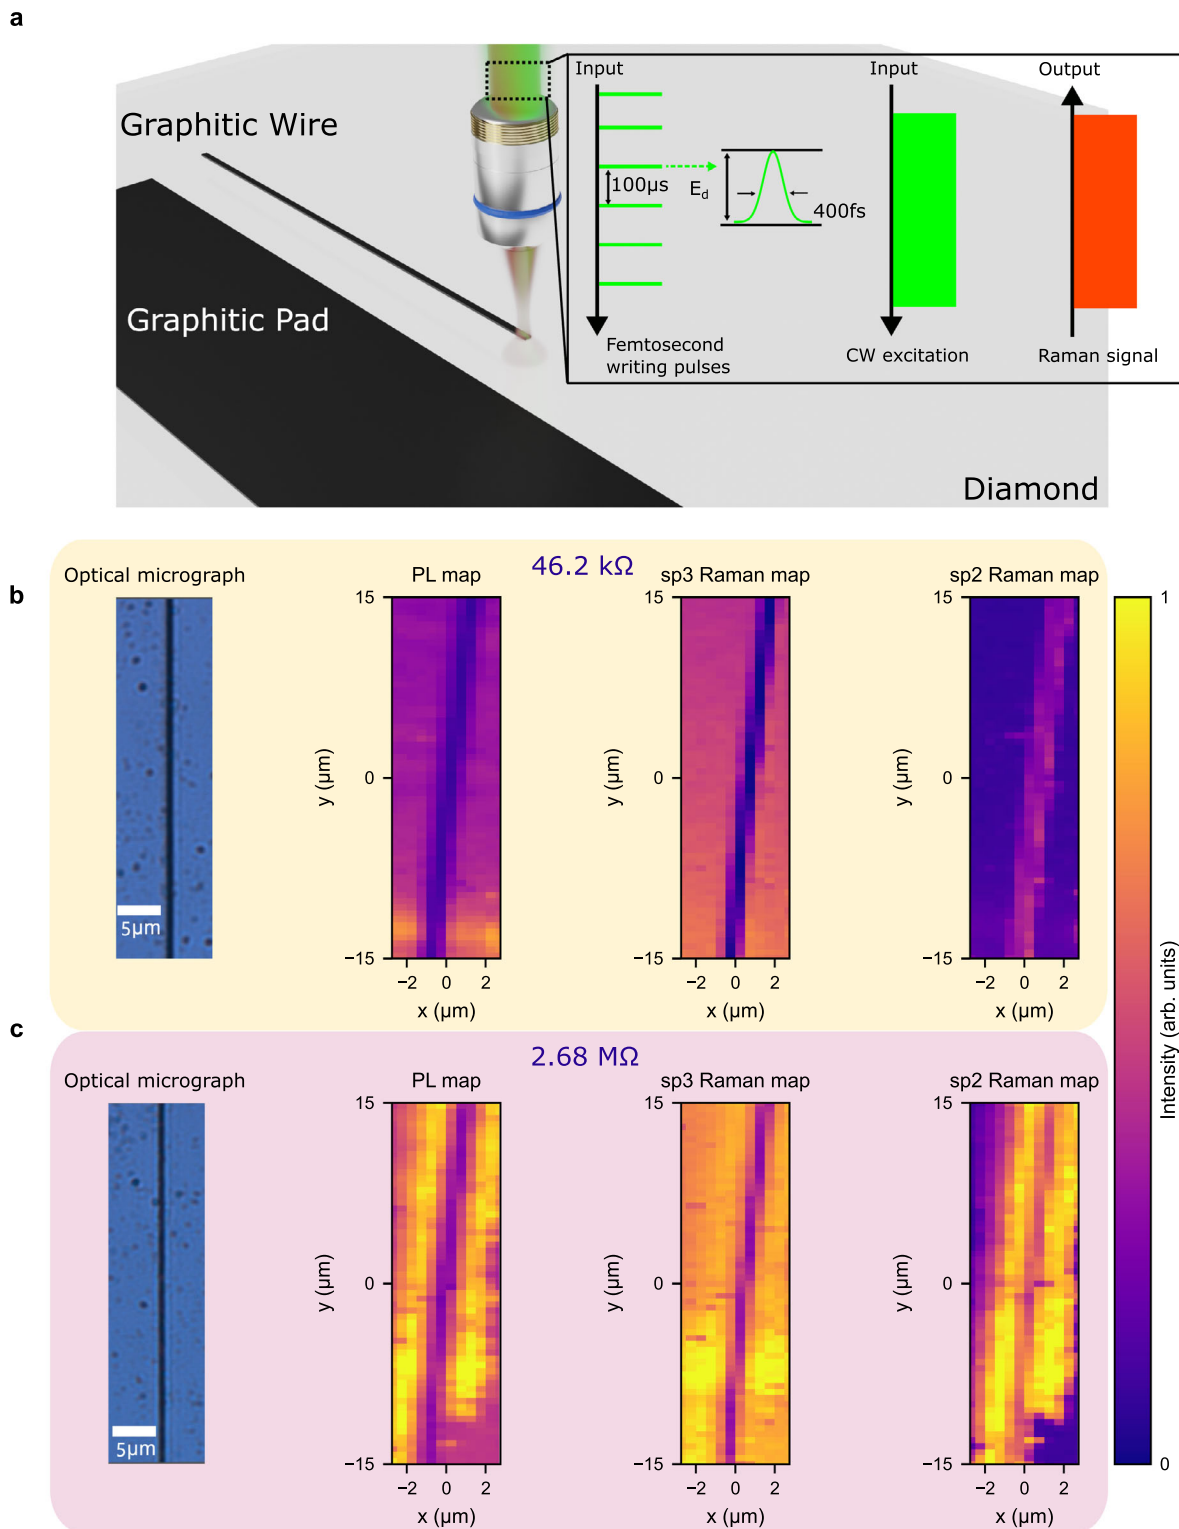 a
Graphitic Wire
Graphitic Pad
Diamond
Input
100µs
E_d
400fs
Femtosecond
writing pulses
Input
CW excitation
Output
Raman signal
b
46.2 kΩ
Optical micrograph
5µm
PL map
15
0
−15
y (µm)
−2 0 2
x (µm)
sp3 Raman map
15
0
−15
y (µm)
−2 0 2
x (µm)
sp2 Raman map
15
0
−15
y (µm)
−2 0 2
x (µm)
c
2.68 MΩ
Optical micrograph
5µm
PL map
15
0
−15
y (µm)
−2 0 2
x (µm)
sp3 Raman map
15
0
−15
y (µm)
−2 0 2
x (µm)
sp2 Raman map
15
0
−15
y (µm)
−2 0 2
x (µm)
1
Intensity (arb. units)
0